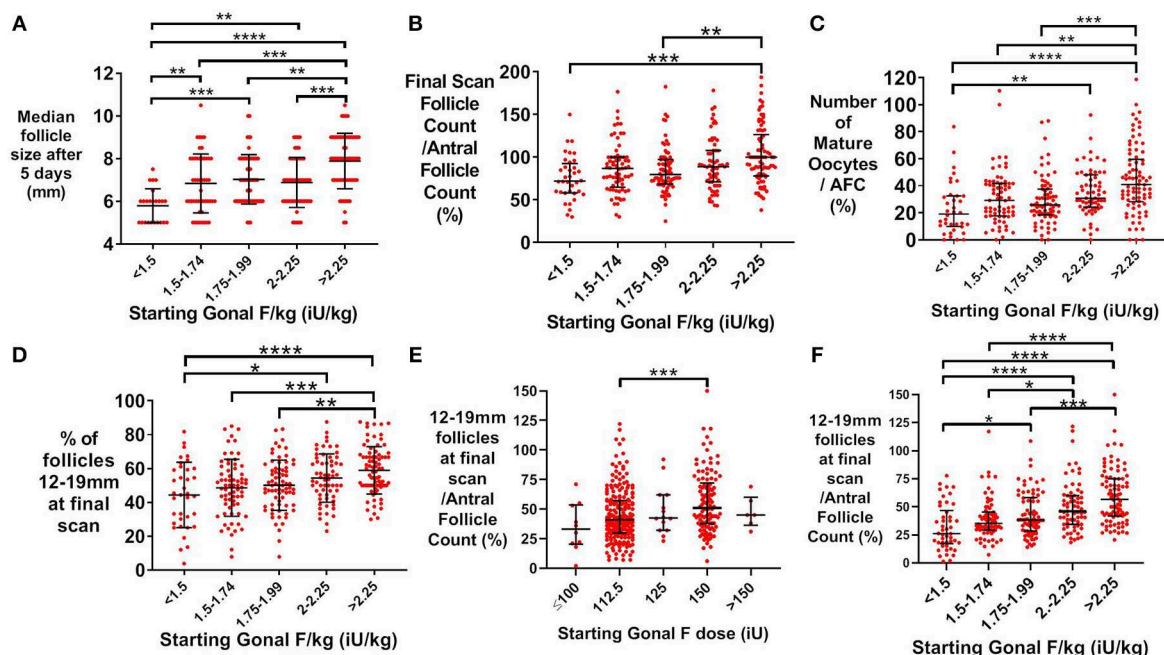 A
**
****
***
**
**
***
***
12
10
8
6
4
Median
follicle
size after
5 days
(mm)
<1.5
1.5-1.74
1.75-1.99
2-2.25
>2.25
Starting Gonal F/kg (iU/kg)
B
**
***
200
150
100
50
0
Final Scan
Follicle
Count
/Antral
Follicle
Count
(%)
<1.5
1.5-1.74
1.75-1.99
2-2.25
>2.25
Starting Gonal F/kg (iU/kg)
C
***
**
****
**
120
100
80
60
40
20
0
Number of
Mature
Oocytes
/ AFC
(%)
<1.5
1.5-1.74
1.75-1.99
2-2.25
>2.25
Starting Gonal F/kg (iU/kg)
D
****
*
***
**
100
80
60
40
20
0
% of
follicles
12-19mm
at final
scan
<1.5
1.5-1.74
1.75-1.99
2-2.25
>2.25
Starting Gonal F/kg (iU/kg)
E
***
150
125
100
75
50
25
0
12-19mm
follicles
at final
scan
/Antral
Follicle
Count (%)
≤100
112.5
125
150
>150
Starting Gonal F dose (iU)
F
****
****
****
*
*
***
150
125
100
75
50
25
0
12-19mm
follicles
at final
scan
/Antral
Follicle
Count (%)
<1.5
1.5-1.74
1.75-1.99
2-2.25
>2.25
Starting Gonal F/kg (iU/kg)